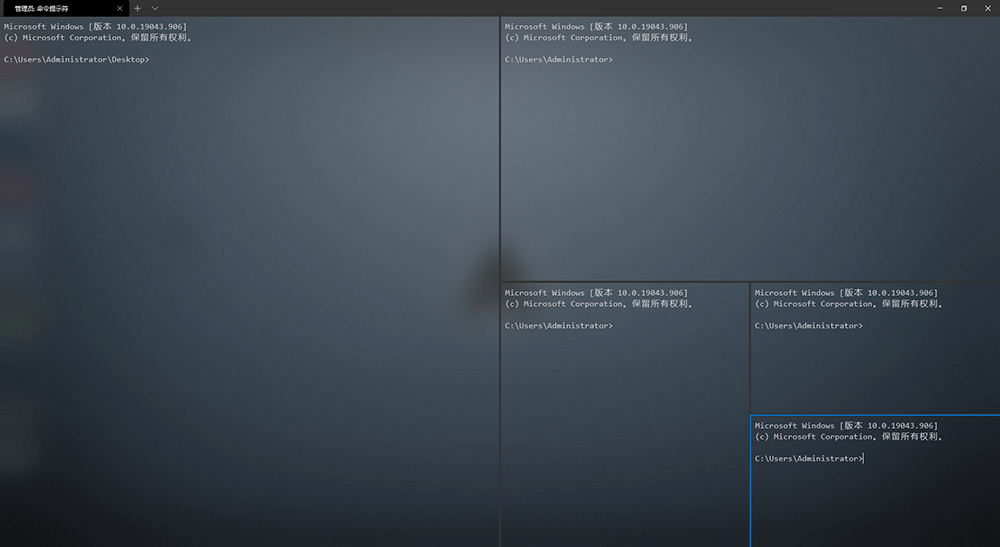 管理员: 命令提示符
Microsoft Windows [版本 10.0.19043.906]
(c) Microsoft Corporation。保留所有权利。
C:\Users\Administrator\Desktop>
Microsoft Windows [版本 10.0.19043.906]
(c) Microsoft Corporation。保留所有权利。
C:\Users\Administrator>
Microsoft Windows [版本 10.0.19043.906]
(c) Microsoft Corporation。保留所有权利。
C:\Users\Administrator>
Microsoft Windows [版本 10.0.19043.906]
(c) Microsoft Corporation。保留所有权利。
C:\Users\Administrator>
Microsoft Windows [版本 10.0.19043.906]
(c) Microsoft Corporation。保留所有权利。
C:\Users\Administrator>